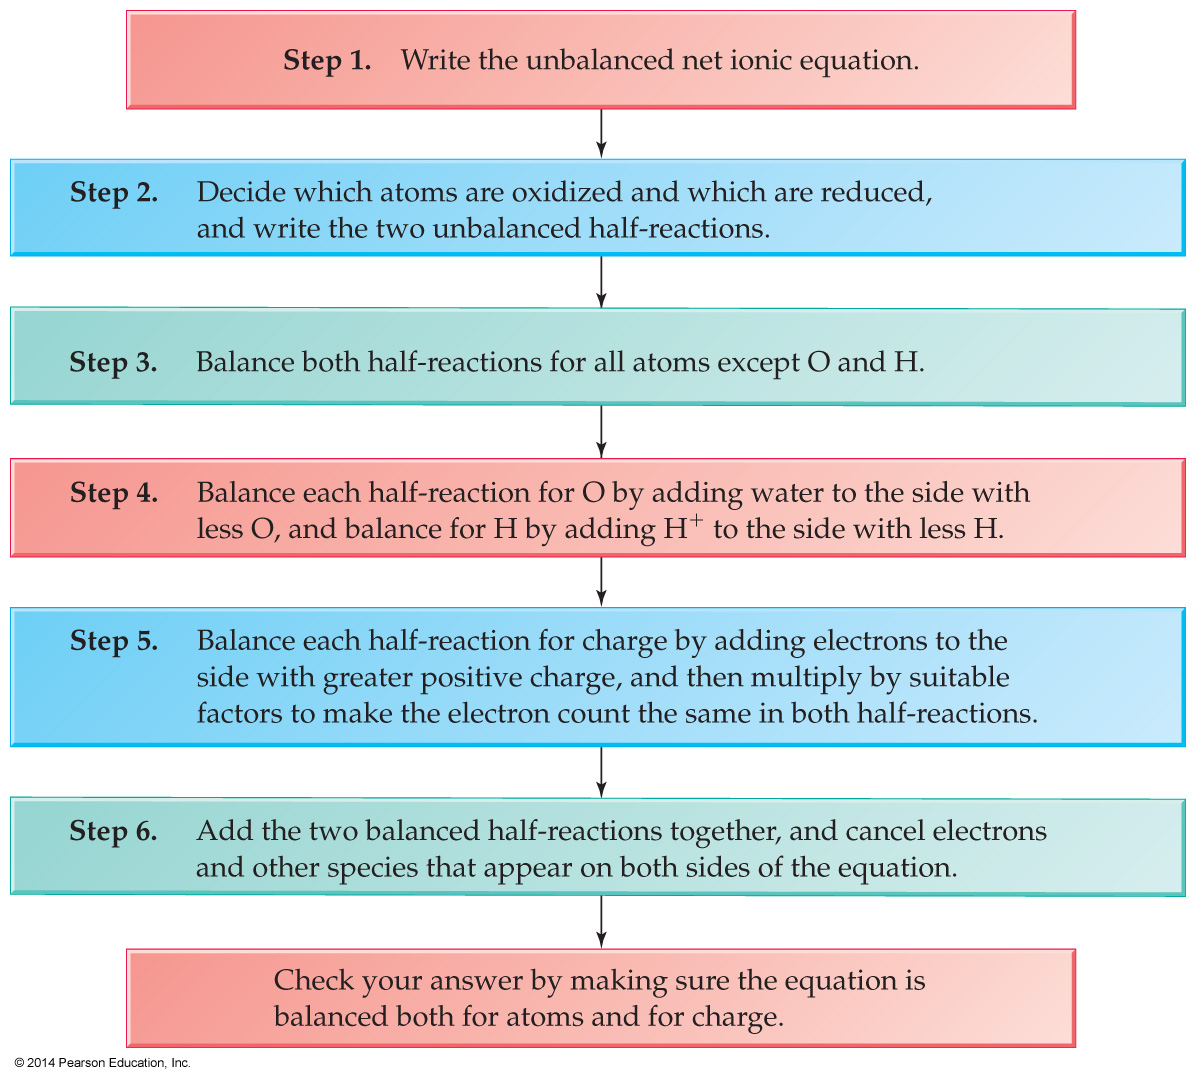 Step 1. Write the unbalanced net ionic equation.
Step 2. Decide which atoms are oxidized and which are reduced,
and write the two unbalanced half-reactions.
Step 3. Balance both half-reactions for all atoms except O and H.
Step 4. Balance each half-reaction for O by adding water to the side with
less O, and balance for H by adding H⁺ to the side with less H.
Step 5. Balance each half-reaction for charge by adding electrons to the
side with greater positive charge, and then multiply by suitable
factors to make the electron count the same in both half-reactions.
Step 6. Add the two balanced half-reactions together, and cancel electrons
and other species that appear on both sides of the equation.
Check your answer by making sure the equation is
balanced both for atoms and for charge.
© 2014 Pearson Education, Inc.